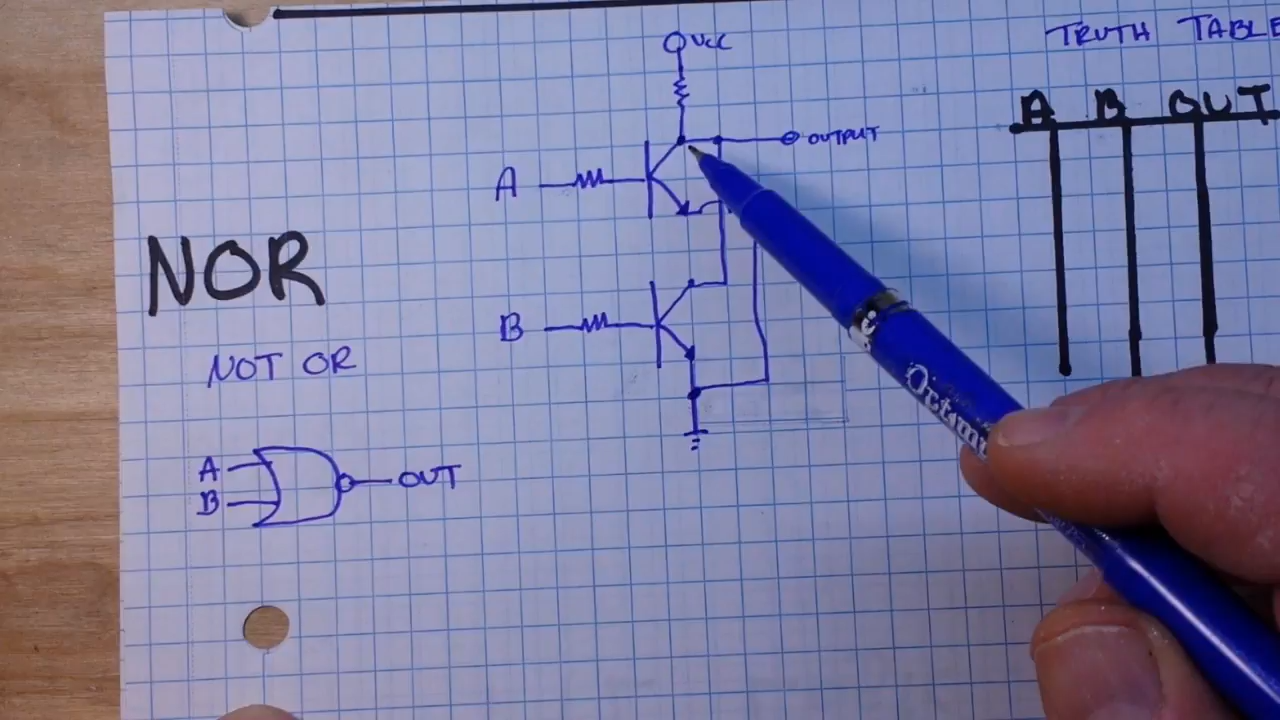 VCC
OUTPUT
A
B
NOR
NOT OR
A
B
OUT
TRUTH TABLE
A B OUT